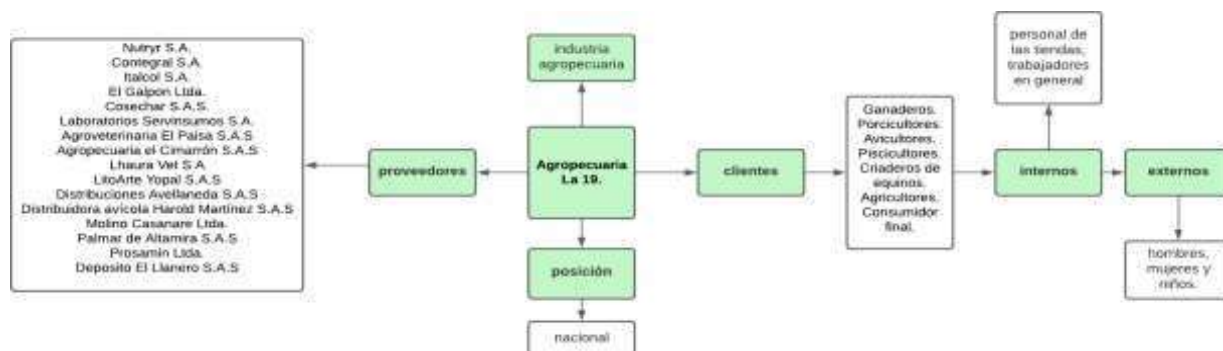 Nutryr S.A.
Contegral S.A.
Italcol S.A.
El Galpon Ltda.
Cosechar S.A.S.
Laboratorios Servinsumos S.A.
Agroveterinaria El Paisa S.A.S
Agropecuaria el Cimarrón S.A.S
Lhaura Vet S.A
LitoArte Yopal S.A.S
Distribuciones Avellaneda S.A.S
Distribuidora avícola Harold Martínez S.A.S
Molino Casanare Ltda.
Palmar de Altamira S.A.S
Prosamin Ltda.
Deposito El Llanero S.A.S
proveedores
industria
agropecuaria
Agropecuaria
La 19.
posición
nacional
clientes
Ganaderos.
Porcicultores.
Avicultores.
Piscicultores.
Criaderos de
equinos.
Agricultores.
Consumidor
final.
personal de
las tiendas,
trabajadores
en general
internos
externos
hombres,
mujeres y
niños.